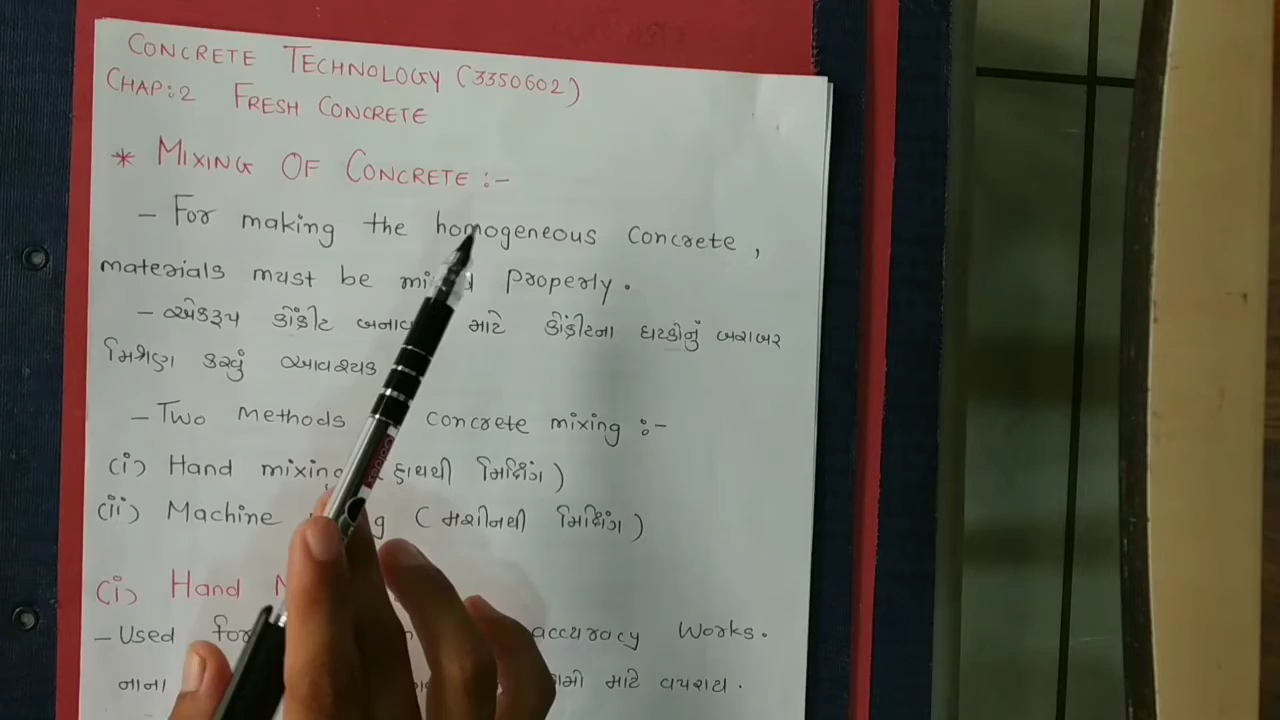 CONCRETE TECHNOLOGY (3350602)
CHAP:2 FRESH CONCRETE
* MIXING OF CONCRETE :-
- For making the homogeneous concrete,
materials must be properly.
- એકરૂપ કોંક્રીટ માટે કોંક્રીટના ઘટકોનું બરાબર
મિશ્રણ કરવું આવશ્યક
- Two methods concrete mixing :-
(i) Hand mixing હાથથી મિક્ષિંગ)
(ii) Machine (મશીનથી મિક્ષિંગ)
(i) Hand
- Used for accuracy works.
નાના માટે વપરાય.